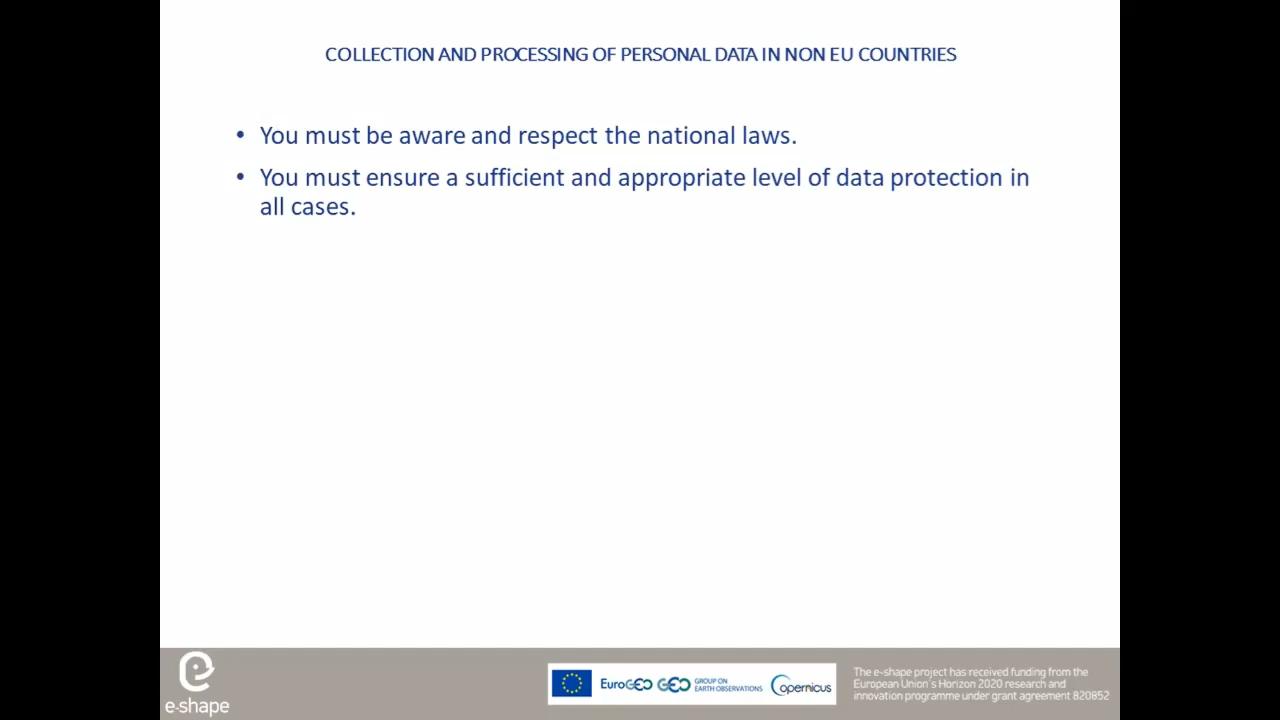 COLLECTION AND PROCESSING OF PERSONAL DATA IN NON EU COUNTRIES
• You must be aware and respect the national laws.
• You must ensure a sufficient and appropriate level of data protection in
all cases.
e-shape
EuroGEO GEO GROUP ON
EARTH OBSERVATIONS
Copernicus
The e-shape project has received funding from the
European Union's Horizon 2020 research and
innovation programme under grant agreement 820852